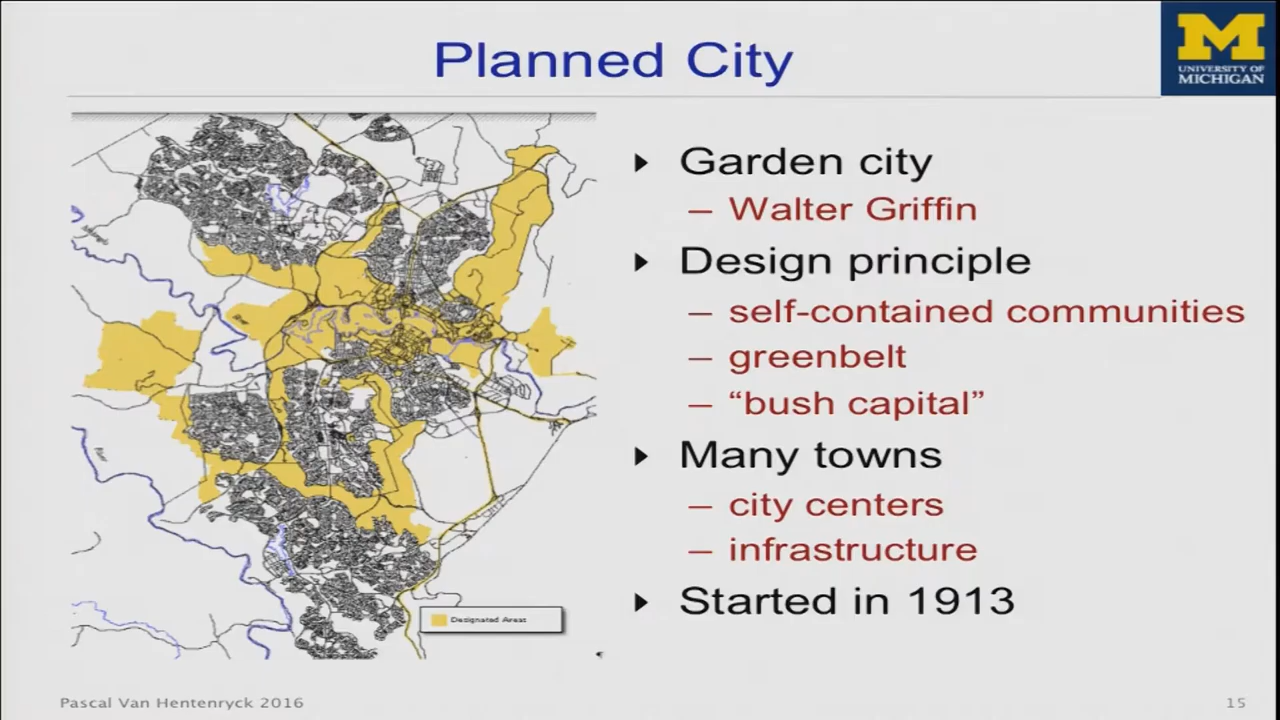 Planned City
M
UNIVERSITY OF
MICHIGAN
Garden city
– Walter Griffin
Design principle
– self-contained communities
– greenbelt
– “bush capital”
Many towns
– city centers
– infrastructure
Started in 1913
Designated Areas
Pascal Van Hentenryck 2016
15